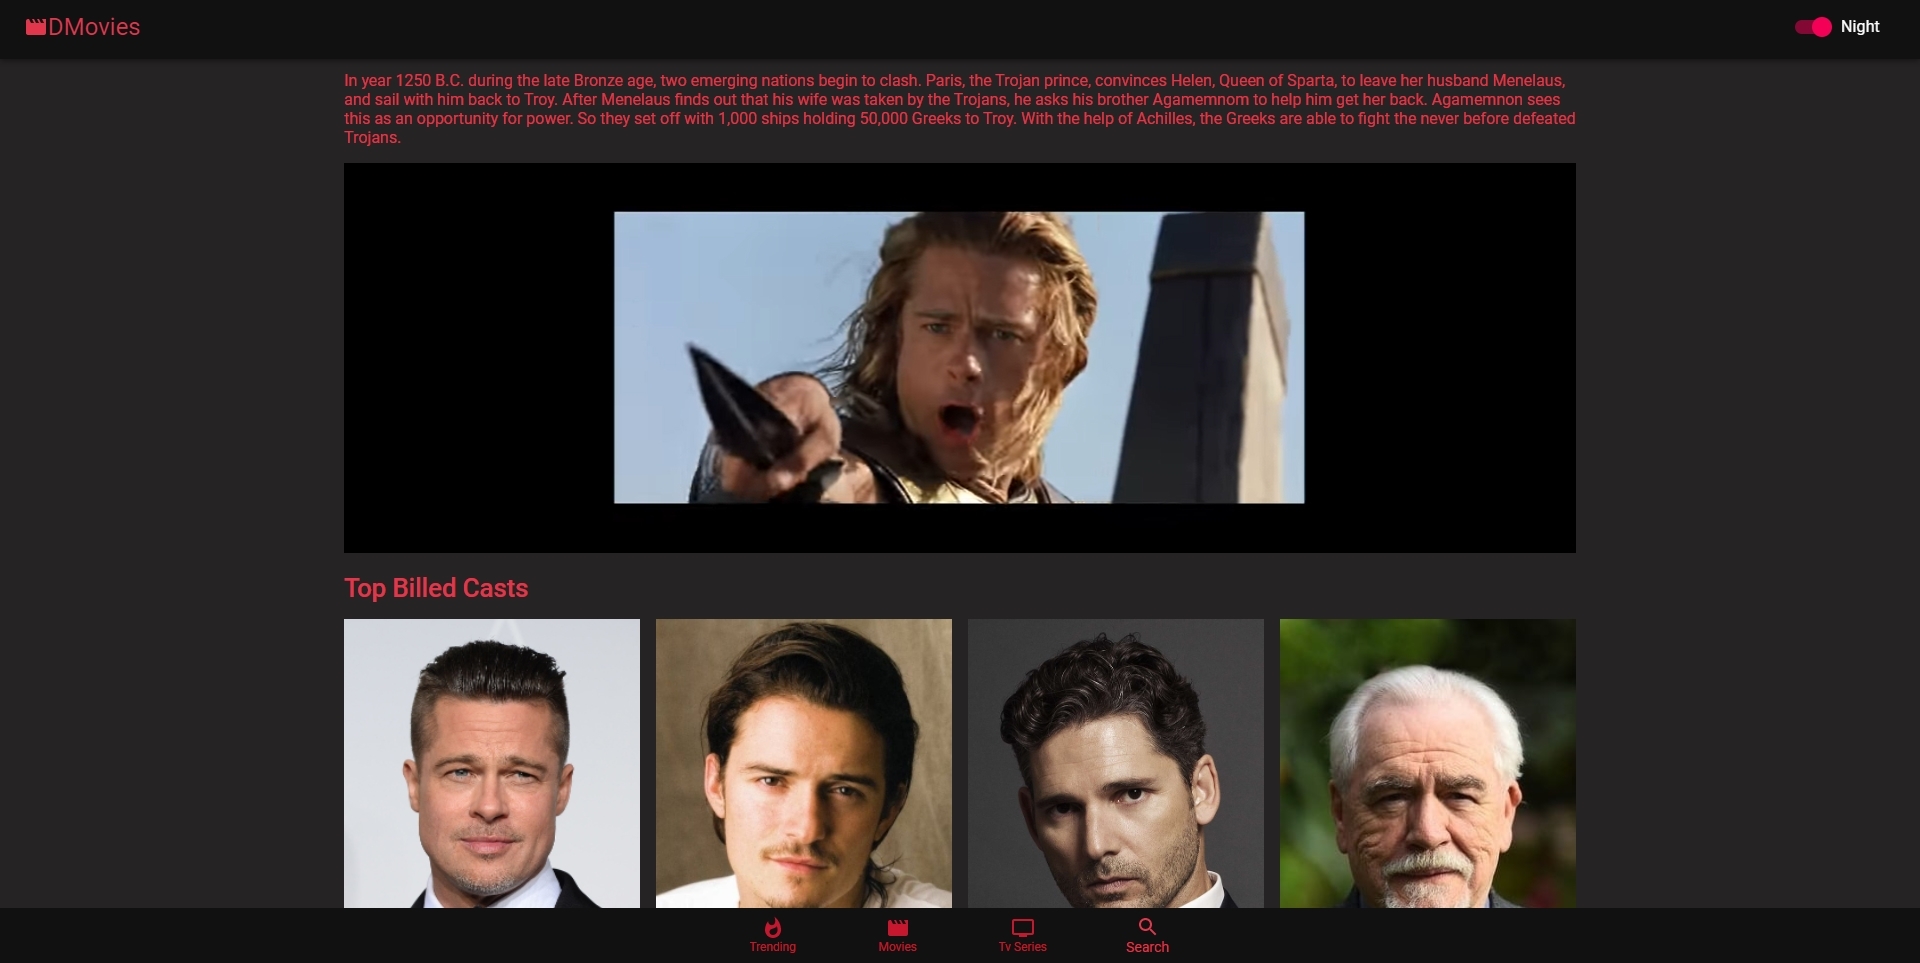 DMovies
Night
In year 1250 B.C. during the late Bronze age, two emerging nations begin to clash. Paris, the Trojan prince, convinces Helen, Queen of Sparta, to leave her husband Menelaus,
and sail with him back to Troy. After Menelaus finds out that his wife was taken by the Trojans, he asks his brother Agamemnom to help him get her back. Agamemnon sees
this as an opportunity for power. So they set off with 1,000 ships holding 50,000 Greeks to Troy. With the help of Achilles, the Greeks are able to fight the never before defeated
Trojans.
Top Billed Casts
Trending
Movies
Tv Series
Search